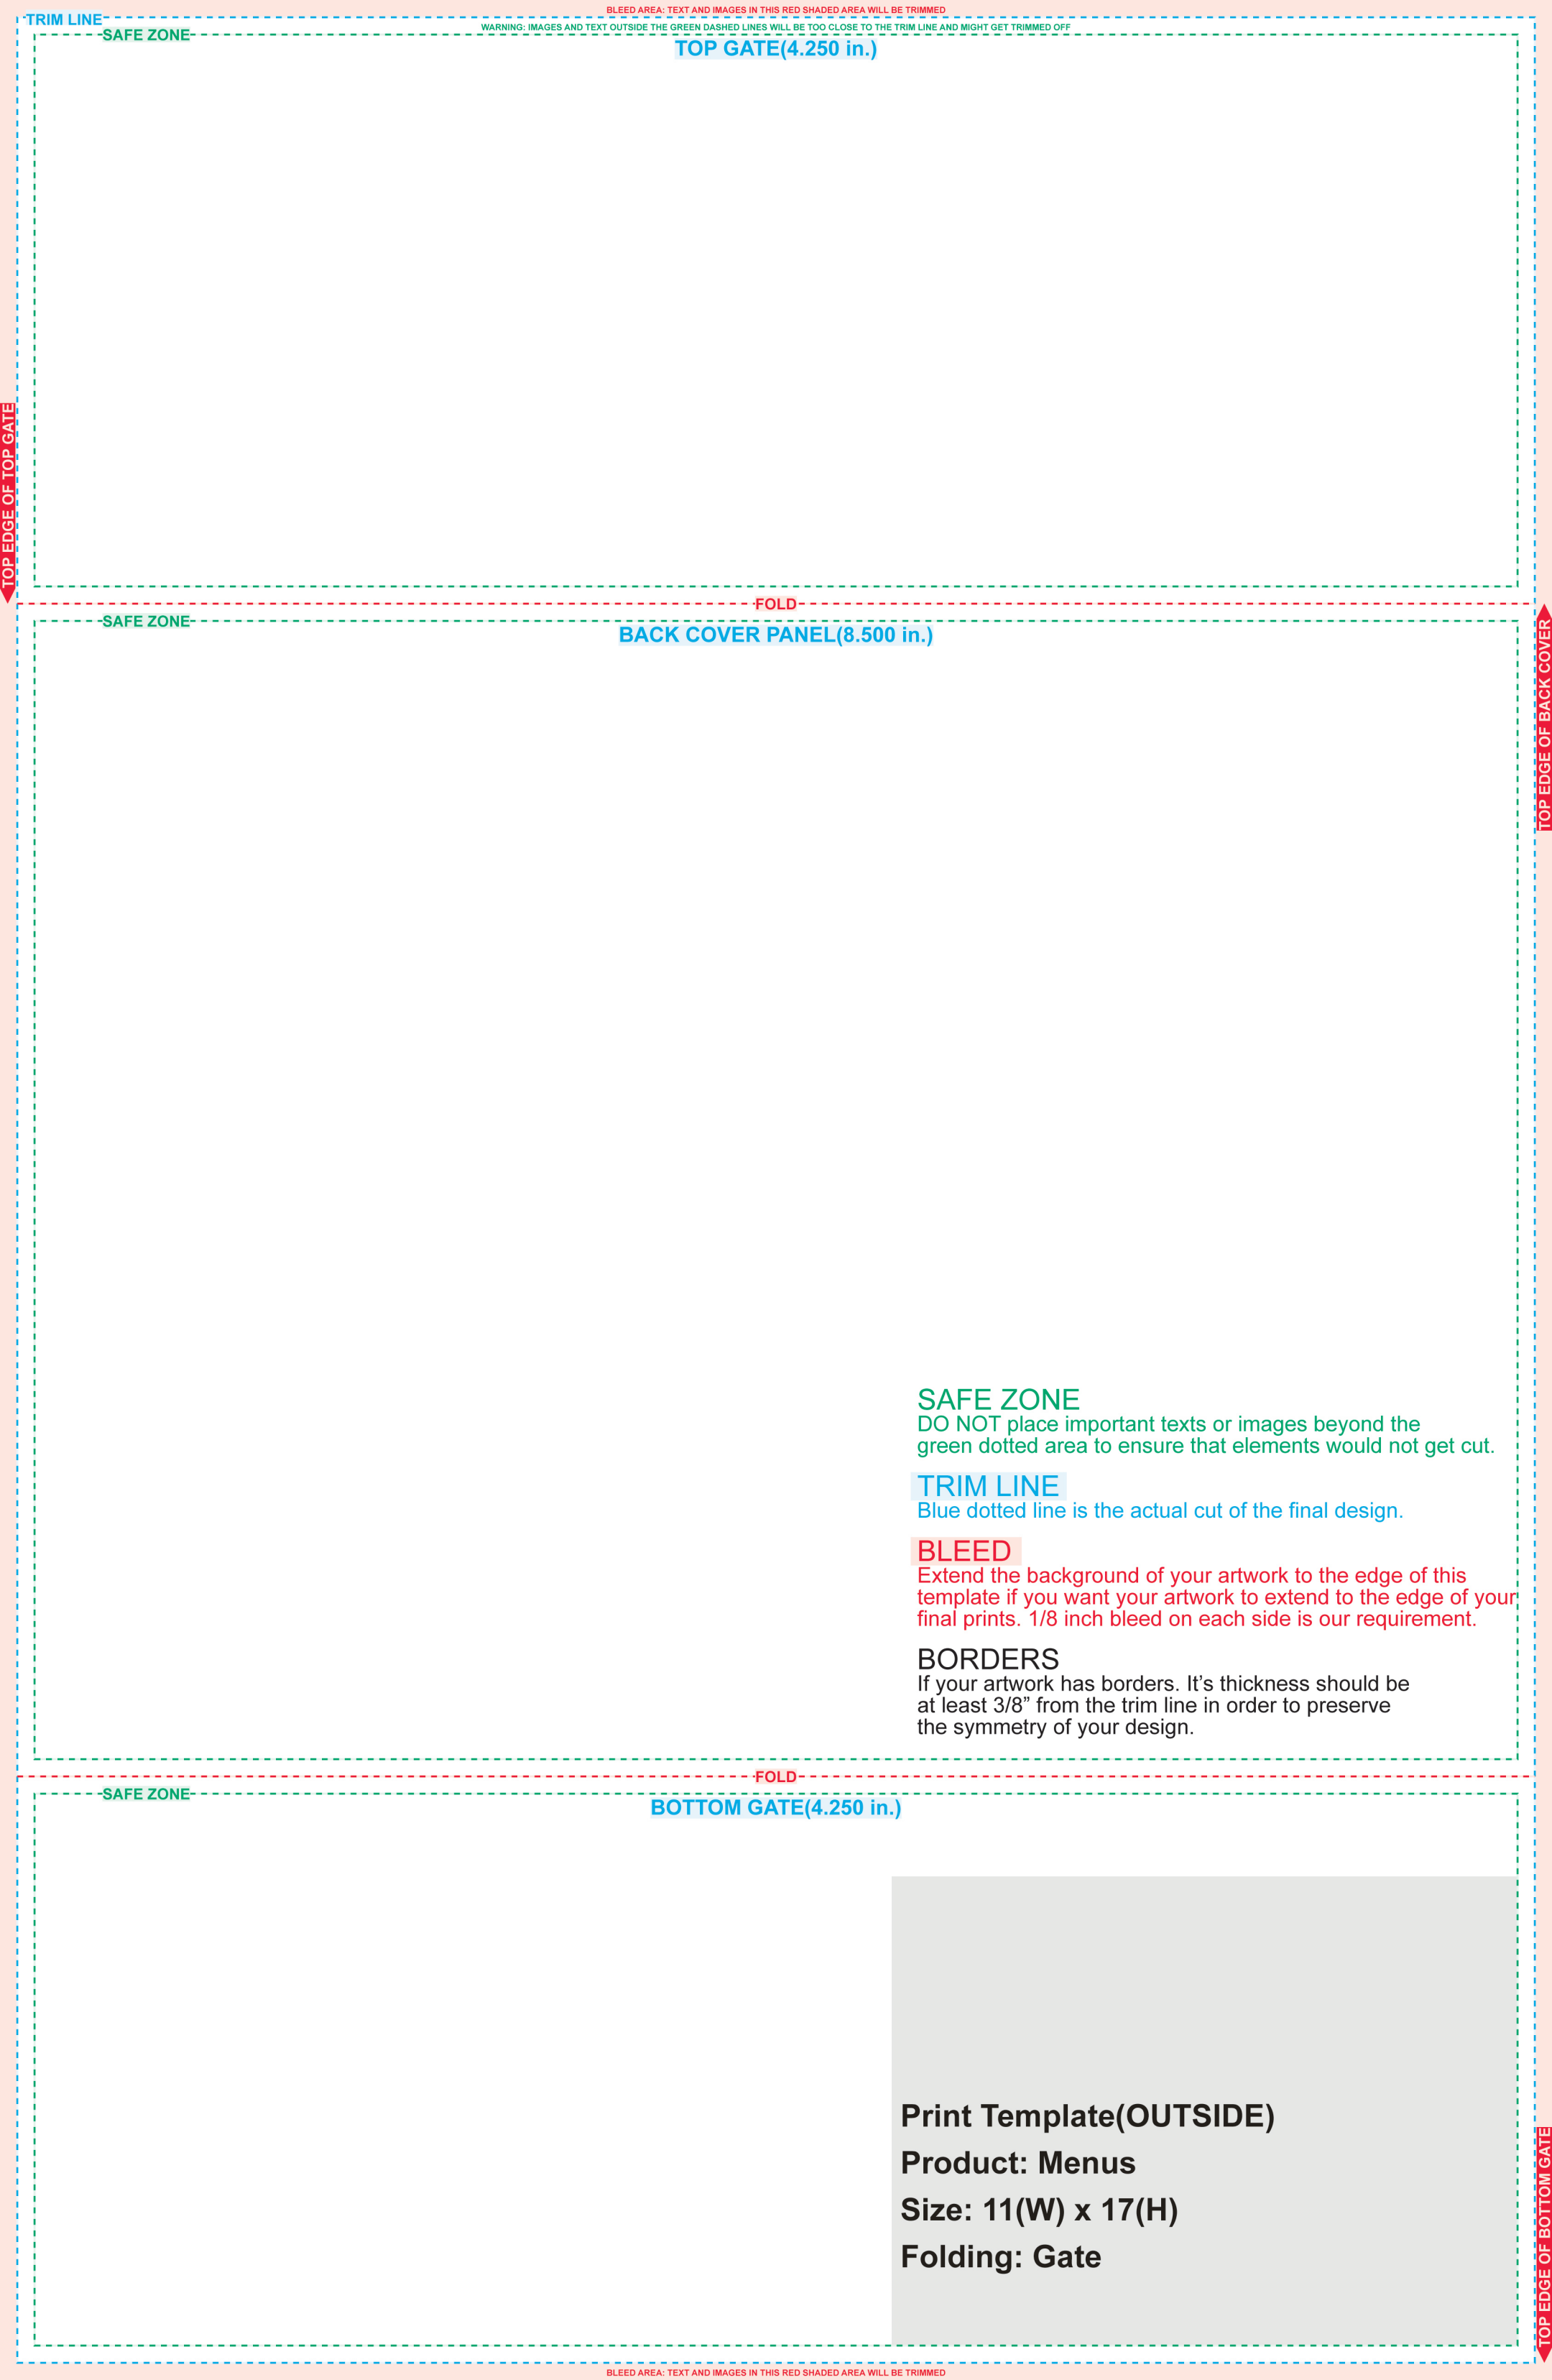 BLEED AREA: TEXT AND IMAGES IN THIS RED SHADED AREA WILL BE TRIMMED
TRIM LINE
WARNING: IMAGES AND TEXT OUTSIDE THE GREEN DASHED LINES WILL BE TOO CLOSE TO THE TRIM LINE AND MIGHT GET TRIMMED OFF
SAFE ZONE
TOP GATE(4.250 in.)
TOP EDGE OF TOP GATE
FOLD
SAFE ZONE
BACK COVER PANEL(8.500 in.)
TOP EDGE OF BACK COVER
SAFE ZONE
DO NOT place important texts or images beyond the
green dotted area to ensure that elements would not get cut.
TRIM LINE
Blue dotted line is the actual cut of the final design.
BLEED
Extend the background of your artwork to the edge of this
template if you want your artwork to extend to the edge of your
final prints. 1/8 inch bleed on each side is our requirement.
BORDERS
If your artwork has borders. It’s thickness should be
at least 3/8” from the trim line in order to preserve
the symmetry of your design.
FOLD
SAFE ZONE
BOTTOM GATE(4.250 in.)
Print Template(OUTSIDE)
Product: Menus
Size: 11(W) x 17(H)
Folding: Gate
TOP EDGE OF BOTTOM GATE
BLEED AREA: TEXT AND IMAGES IN THIS RED SHADED AREA WILL BE TRIMMED